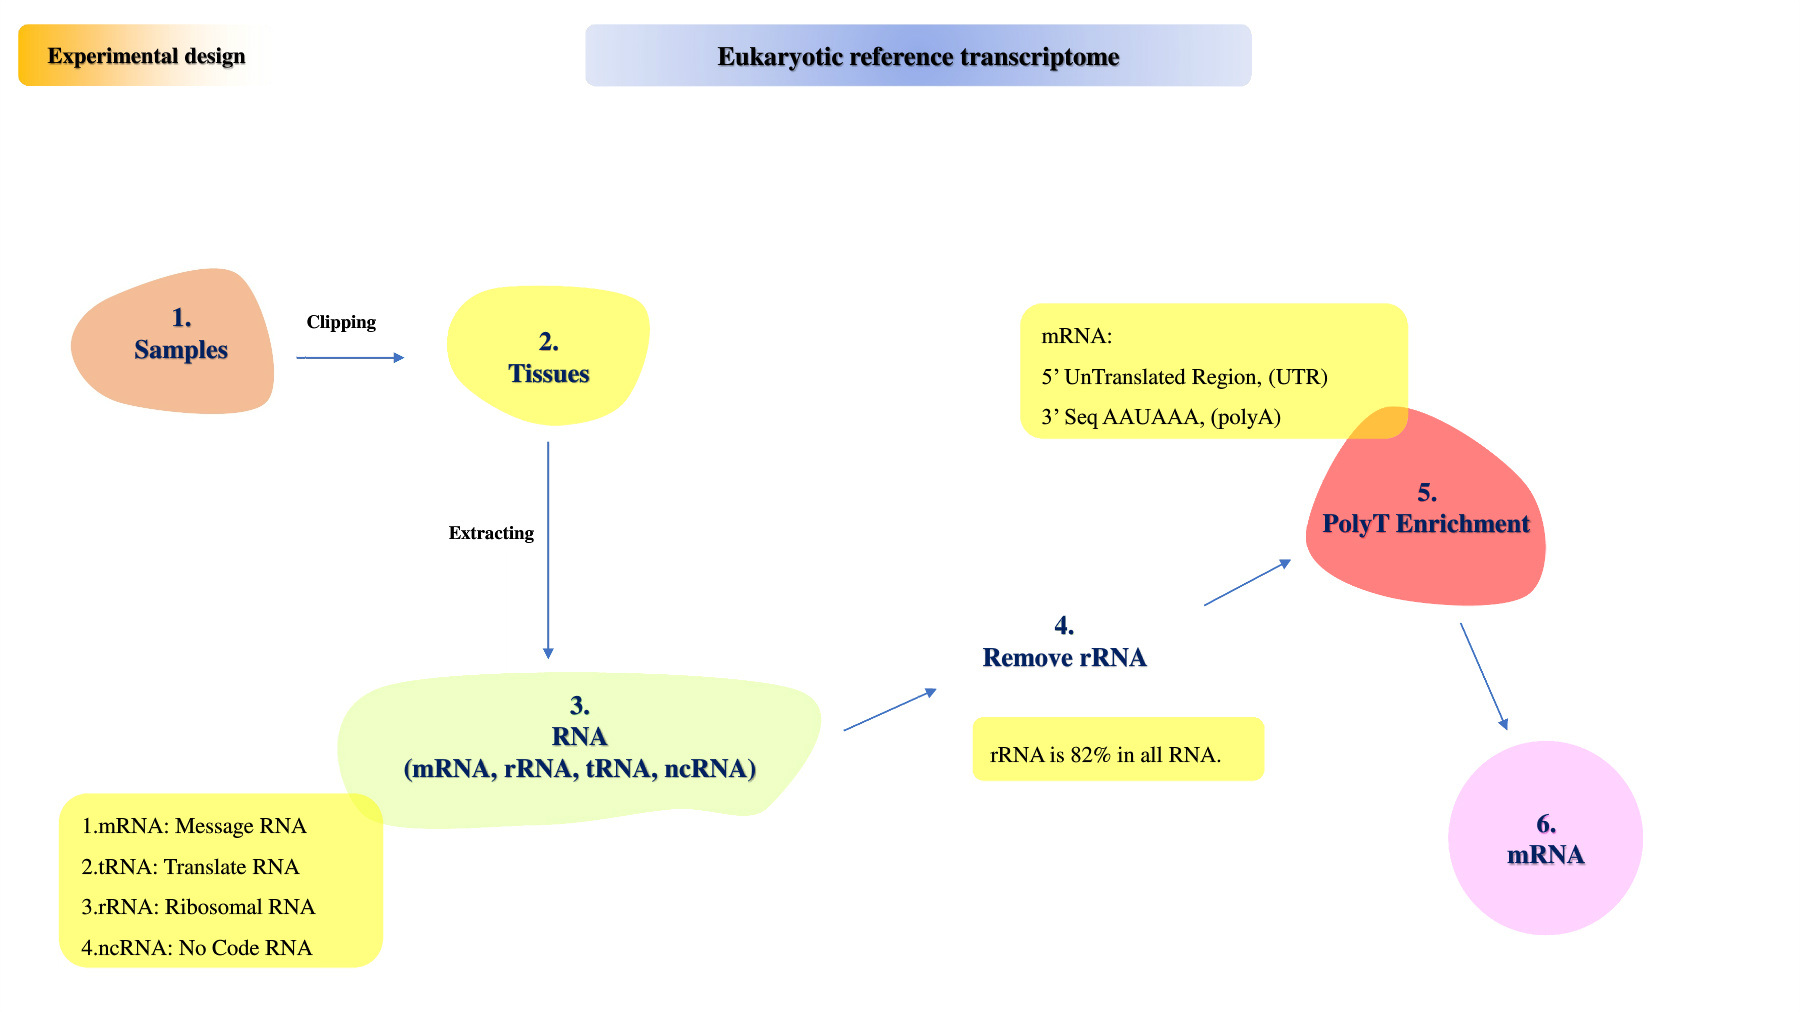 Experimental design
Eukaryotic reference transcriptome
1.
Samples
Clipping
2.
Tissues
Extracting
3.
RNA
(mRNA, rRNA, tRNA, ncRNA)
1.mRNA: Message RNA
2.tRNA: Translate RNA
3.rRNA: Ribosomal RNA
4.ncRNA: No Code RNA
4.
Remove rRNA
rRNA is 82% in all RNA.
mRNA:
5’ UnTranslated Region, (UTR)
3’ Seq AAUAAA, (polyA)
5.
PolyT Enrichment
6.
mRNA